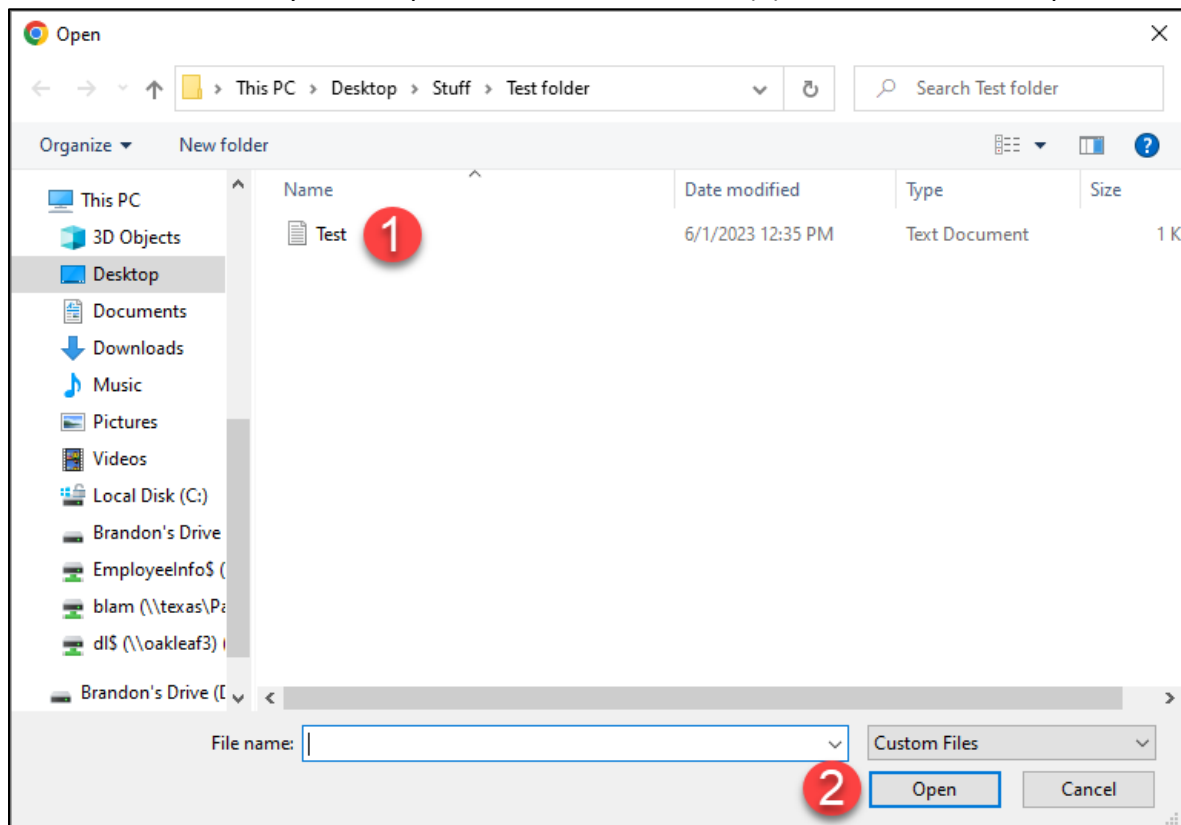 Open
This PC > Desktop > Stuff > Test folder
Search Test folder
Organize
New folder
Name
Date modified
Type
Size
This PC
3D Objects
Desktop
Documents
Downloads
Music
Pictures
Videos
Local Disk (C:)
Brandon's Drive
EmployeeInfo$ (
blam (\\texas\Pa
dl$ (\\oakleaf3) (
Brandon's Drive (D
Test
1
6/1/2023 12:35 PM
Text Document
1 K
File name:
Custom Files
2
Open
Cancel